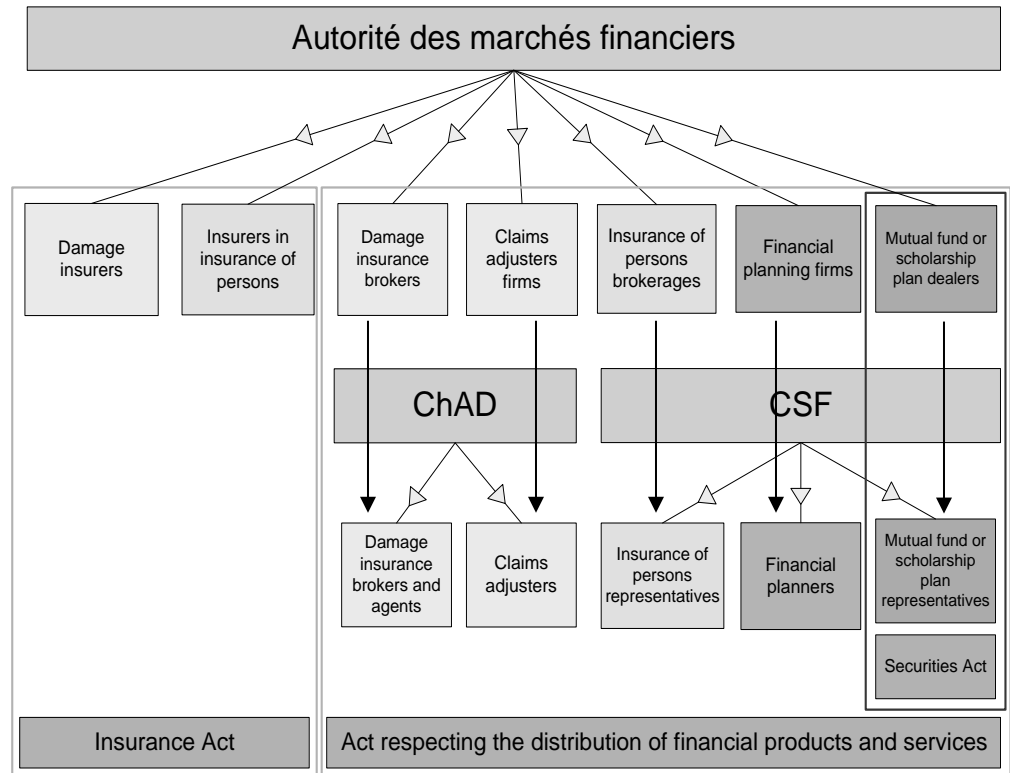 Autorité des marchés financiers
Damage
insurers
Insurers in
insurance of
persons
Damage
insurance
brokers
Claims
adjusters
firms
Insurance of
persons
brokerages
Financial
planning firms
Mutual fund or
scholarship
plan dealers
ChAD
CSF
Damage
insurance
brokers and
agents
Claims
adjusters
Insurance of
persons
representatives
Financial
planners
Mutual fund or
scholarship
plan
representatives
Securities Act
Insurance Act
Act respecting the distribution of financial products and services